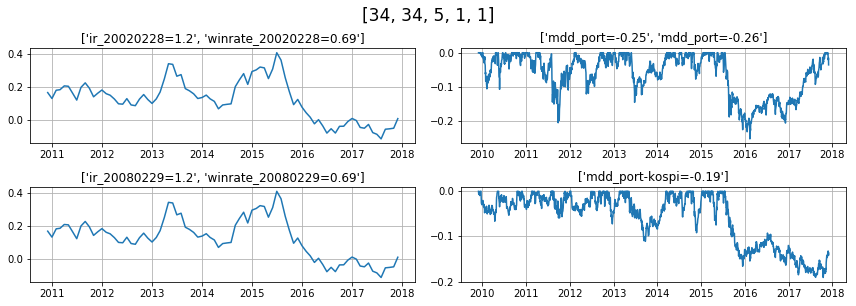 [34, 34, 5, 1, 1]
['ir_20020228=1.2', 'winrate_20020228=0.69']
0.4
0.2
0.0
2011 2012 2013 2014 2015 2016 2017 2018
['mdd_port=-0.25', 'mdd_port=-0.26']
0.0
−0.1
−0.2
2010 2011 2012 2013 2014 2015 2016 2017 2018
['ir_20080229=1.2', 'winrate_20080229=0.69']
0.4
0.2
0.0
2011 2012 2013 2014 2015 2016 2017 2018
['mdd_port-kospi=-0.19']
0.0
−0.1
−0.2
2010 2011 2012 2013 2014 2015 2016 2017 2018